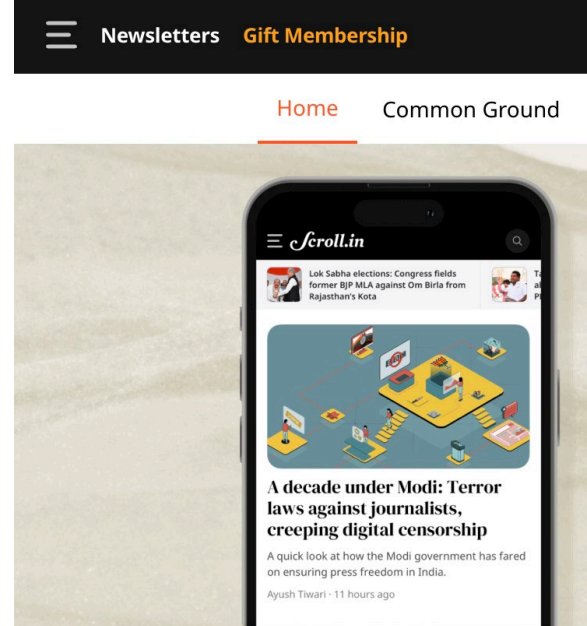 Newsletters Gift Membership
Home Common Ground
Scroll.in
Lok Sabha elections: Congress fields
former BJP MLA against Om Birla from
Rajasthan's Kota
A decade under Modi: Terror
laws against journalists,
creeping digital censorship
A quick look at how the Modi government has fared
on ensuring press freedom in India.
Ayush Tiwari · 11 hours ago